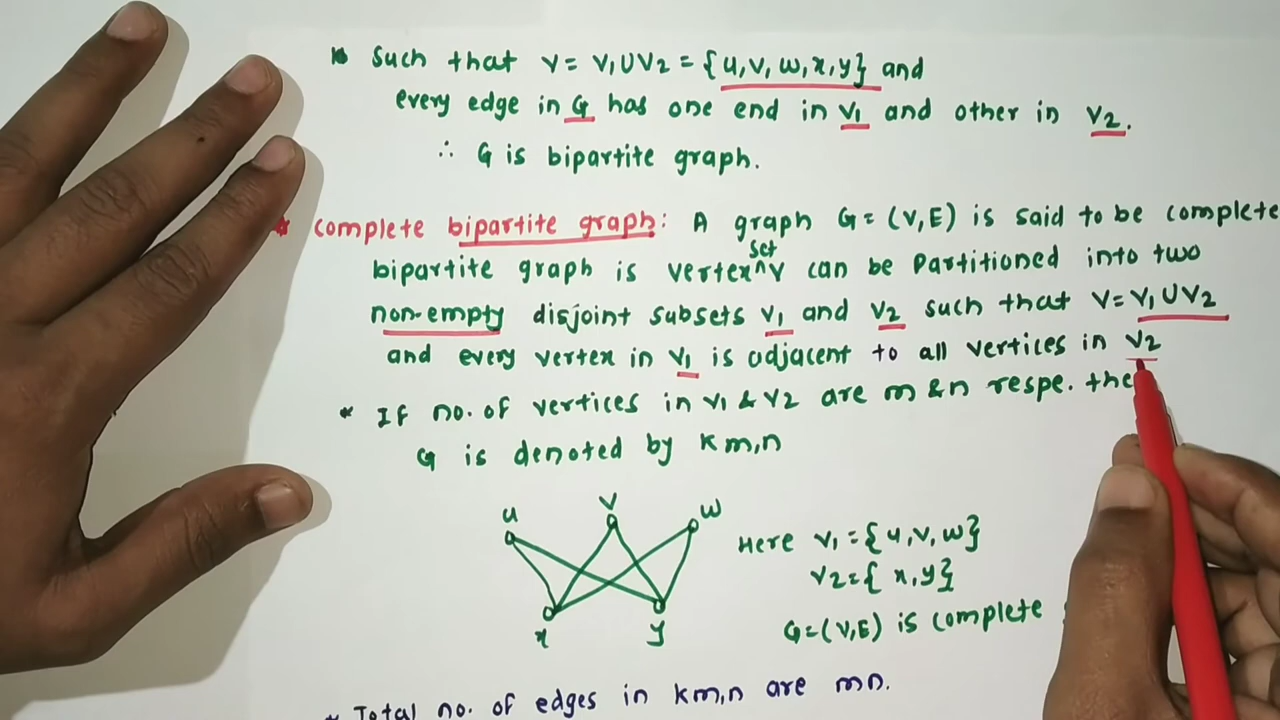 * Such that V = V1 U V2 = {u, v, w, x, y} and
every edge in G has one end in V1 and other in V2.
∴ G is bipartite graph.
* complete bipartite graph: A graph G = (V,E) is said to be complete
set
bipartite graph is vertex ^ V can be Partitioned into two
non-empty disjoint subsets V1 and V2 such that V = V1 U V2
and every vertex in V1 is adjacent to all vertices in V2
* If no. of vertices in V1 & V2 are m & n respe. the
G is denoted by Km,n
u v w
Here V1 = {u, v, w}
V2 = {x, y}
x y
G = (V,E) is complete
* Total no. of edges in Km,n are mn.